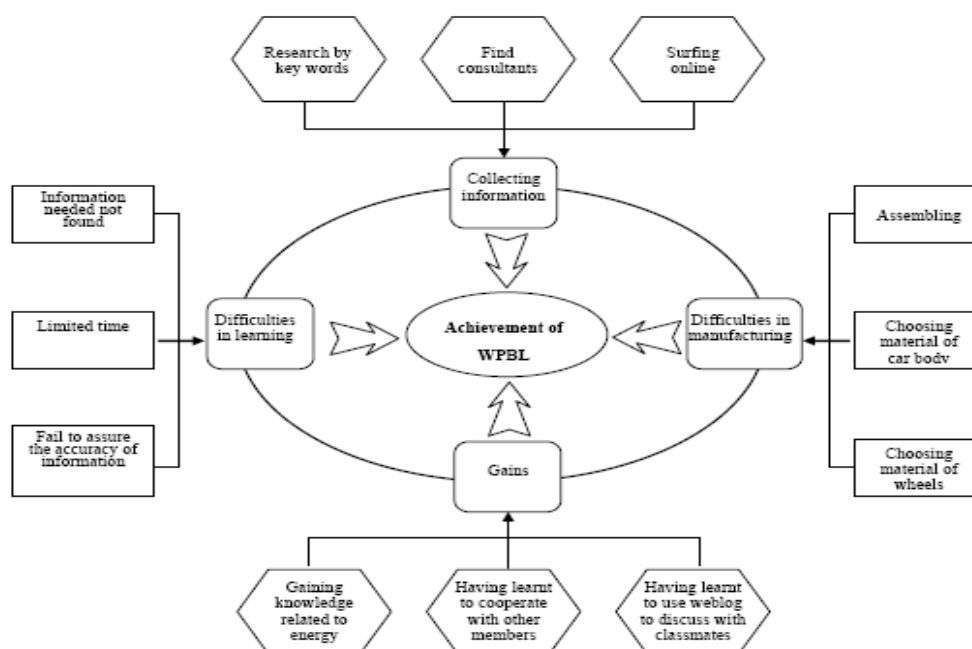 Research by
key words
Find
consultants
Surfing
online
Collecting
information
Information
needed not
found
Assembling
Limited time
Difficulties
in learning
Achievement of
WPBL
Difficulties in
manufacturing
Choosing
material of
car body
Fail to assure
the accuracy of
information
Gains
Choosing
material of
wheels
Gaining
knowledge
related to
energy
Having learnt
to cooperate
with other
members
Having learnt
to use weblog
to discuss with
classmates